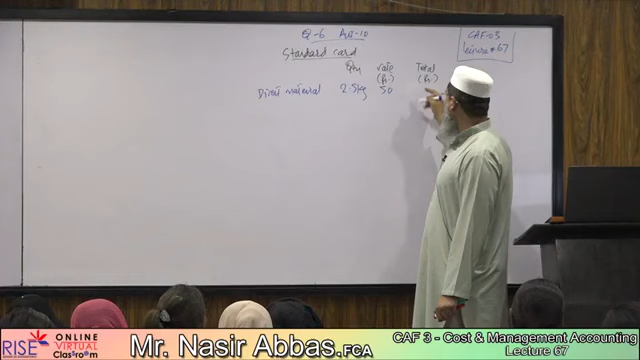 Q-6 Aut-10
CAF-03
Lecture # 67
Standard card
Qty rate Total
(Rs.) (Rs.)
Direct material 2.5kg 50
RISE
ONLINE
VIRTUAL
Classroom
Mr. Nasir Abbas.FCA
CAF 3 - Cost & Management Accounting
Lecture 67